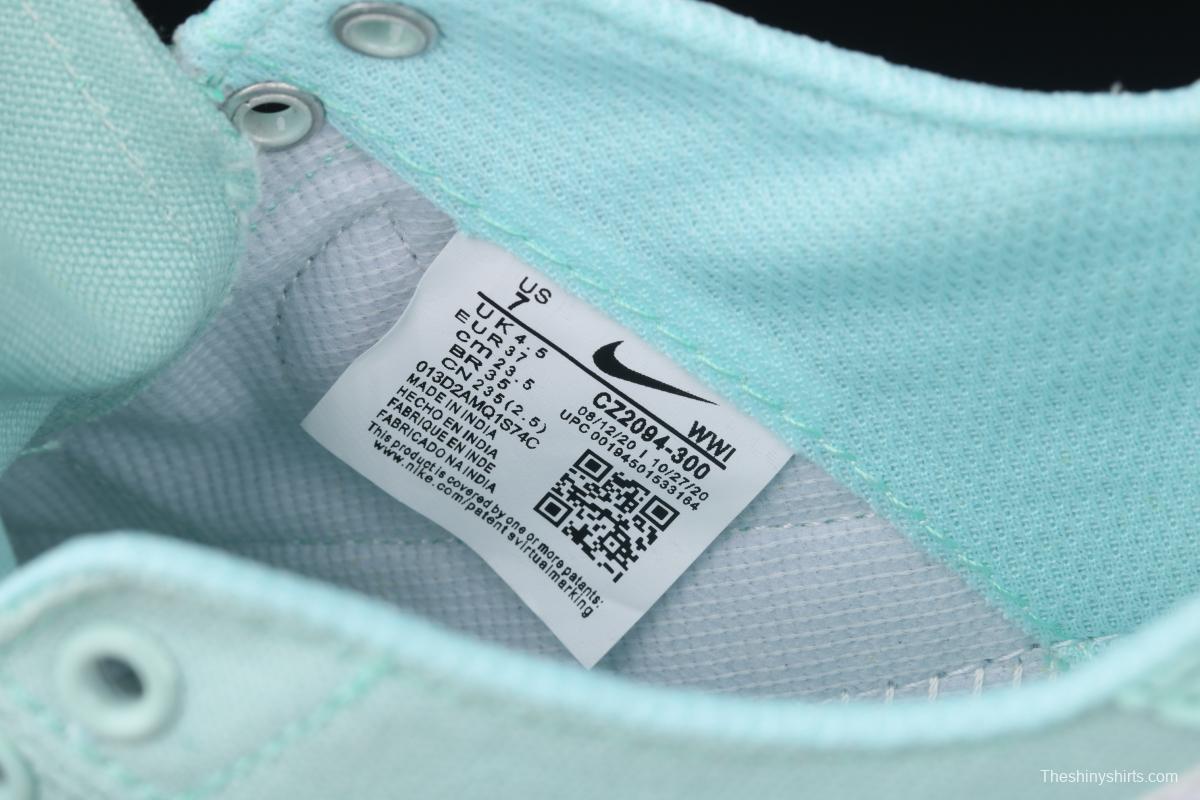 US
7
UK 4.5
EUR 37
cm 23.5
BR 35
CN 235(2.5)
013D2AMQ1S74C
MADE IN INDIA
HECHO EN INDIA
FABRIQUE EN INDE
FABRICADO NA INDIA
This product is covered by one or more patents:
www.nike.com/patentsvirtualmarking
WWI
CZ2094-300
08/12/20 | 10/27/20
UPC 00194501533164
Theshinyshirts.com